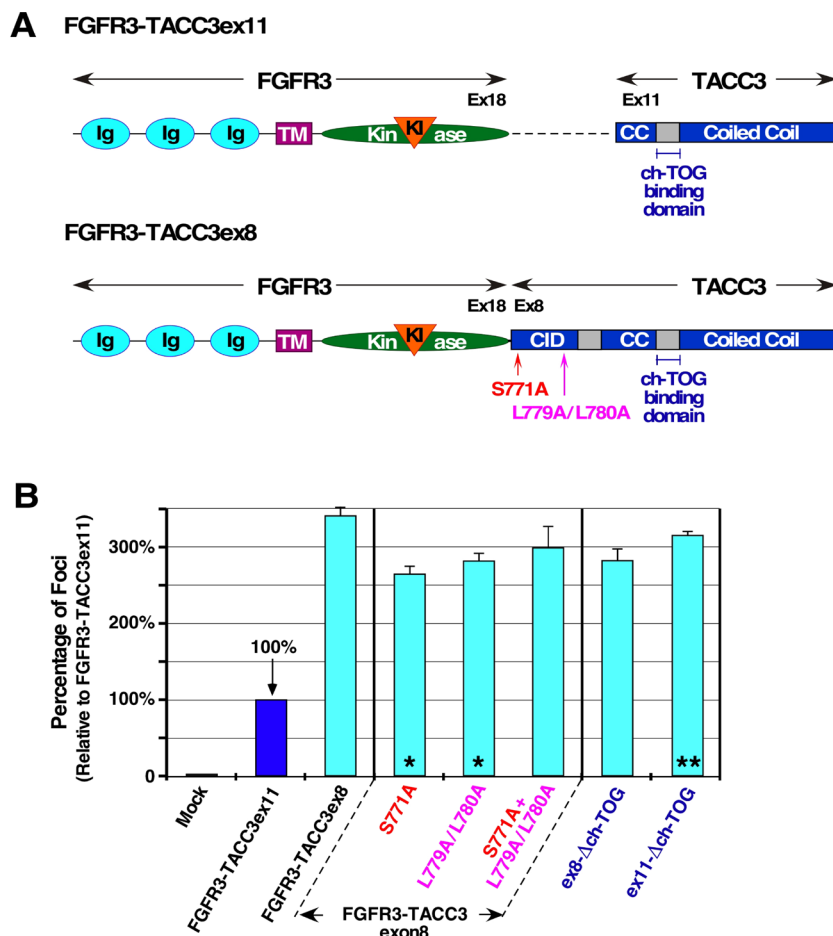 A
FGFR3-TACC3ex11
FGFR3
TACC3
Ex18
Ex11
Ig
Ig
Ig
TM
Kin
KI
ase
CC
Coiled Coil
ch-TOG
binding
domain
FGFR3-TACC3ex8
FGFR3
TACC3
Ex18
Ex8
Ig
Ig
Ig
TM
Kin
KI
ase
CID
CC
Coiled Coil
S771A
L779A/L780A
ch-TOG
binding
domain
B
Percentage of Foci
(Relative to FGFR3-TACC3ex11)
300%
200%
100%
0
100%
*
*
**
Mock
FGFR3-TACC3ex11
FGFR3-TACC3ex8
S771A
L779A/L780A
S771A+
L779A/L780A
ex8-Δch-TOG
ex11-Δch-TOG
FGFR3-TACC3
exon8